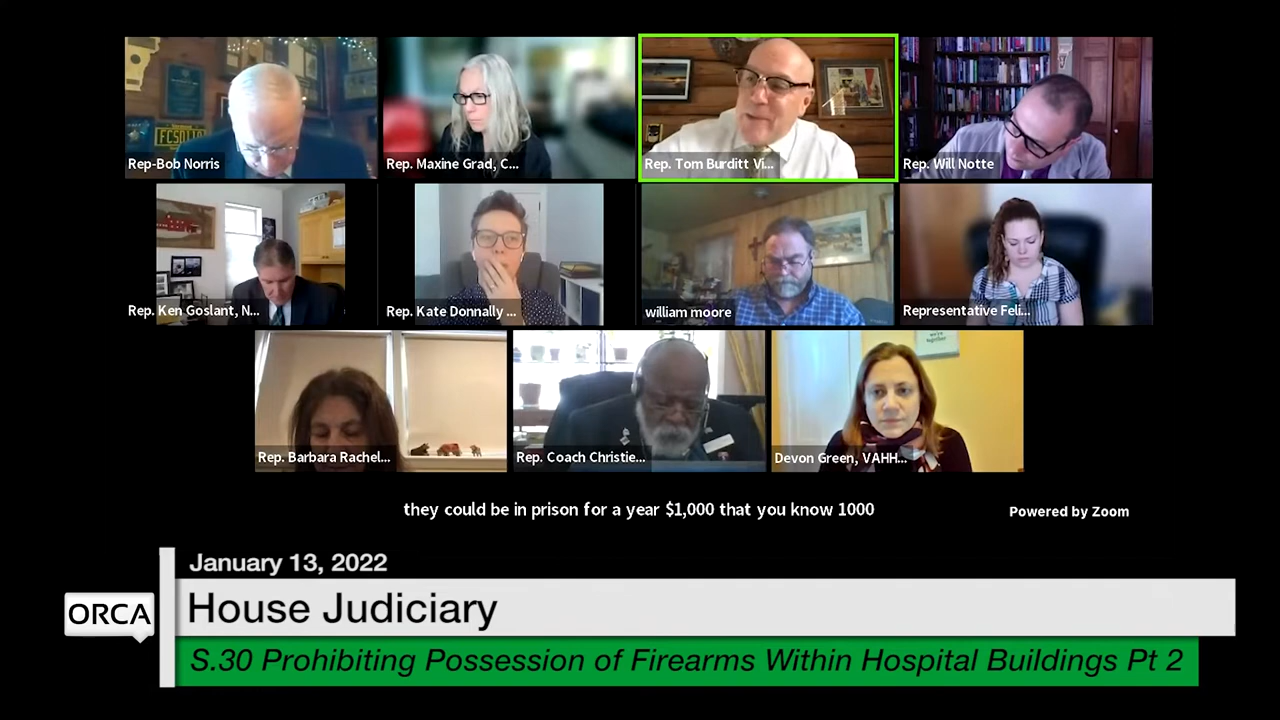 FCSO110
Rep-Bob Norris
Rep. Maxine Grad, C...
Rep. Tom Burditt Vi...
Rep. Will Notte
Rep. Ken Goslant, N...
Rep. Kate Donnally ...
william moore
Representative Feli...
together
Rep. Barbara Rachel...
Rep. Coach Christie...
Devon Green, VAHH...
they could be in prison for a year $1,000 that you know 1000
Powered by Zoom
January 13, 2022
ORCA
House Judiciary
S.30 Prohibiting Possession of Firearms Within Hospital Buildings Pt 2